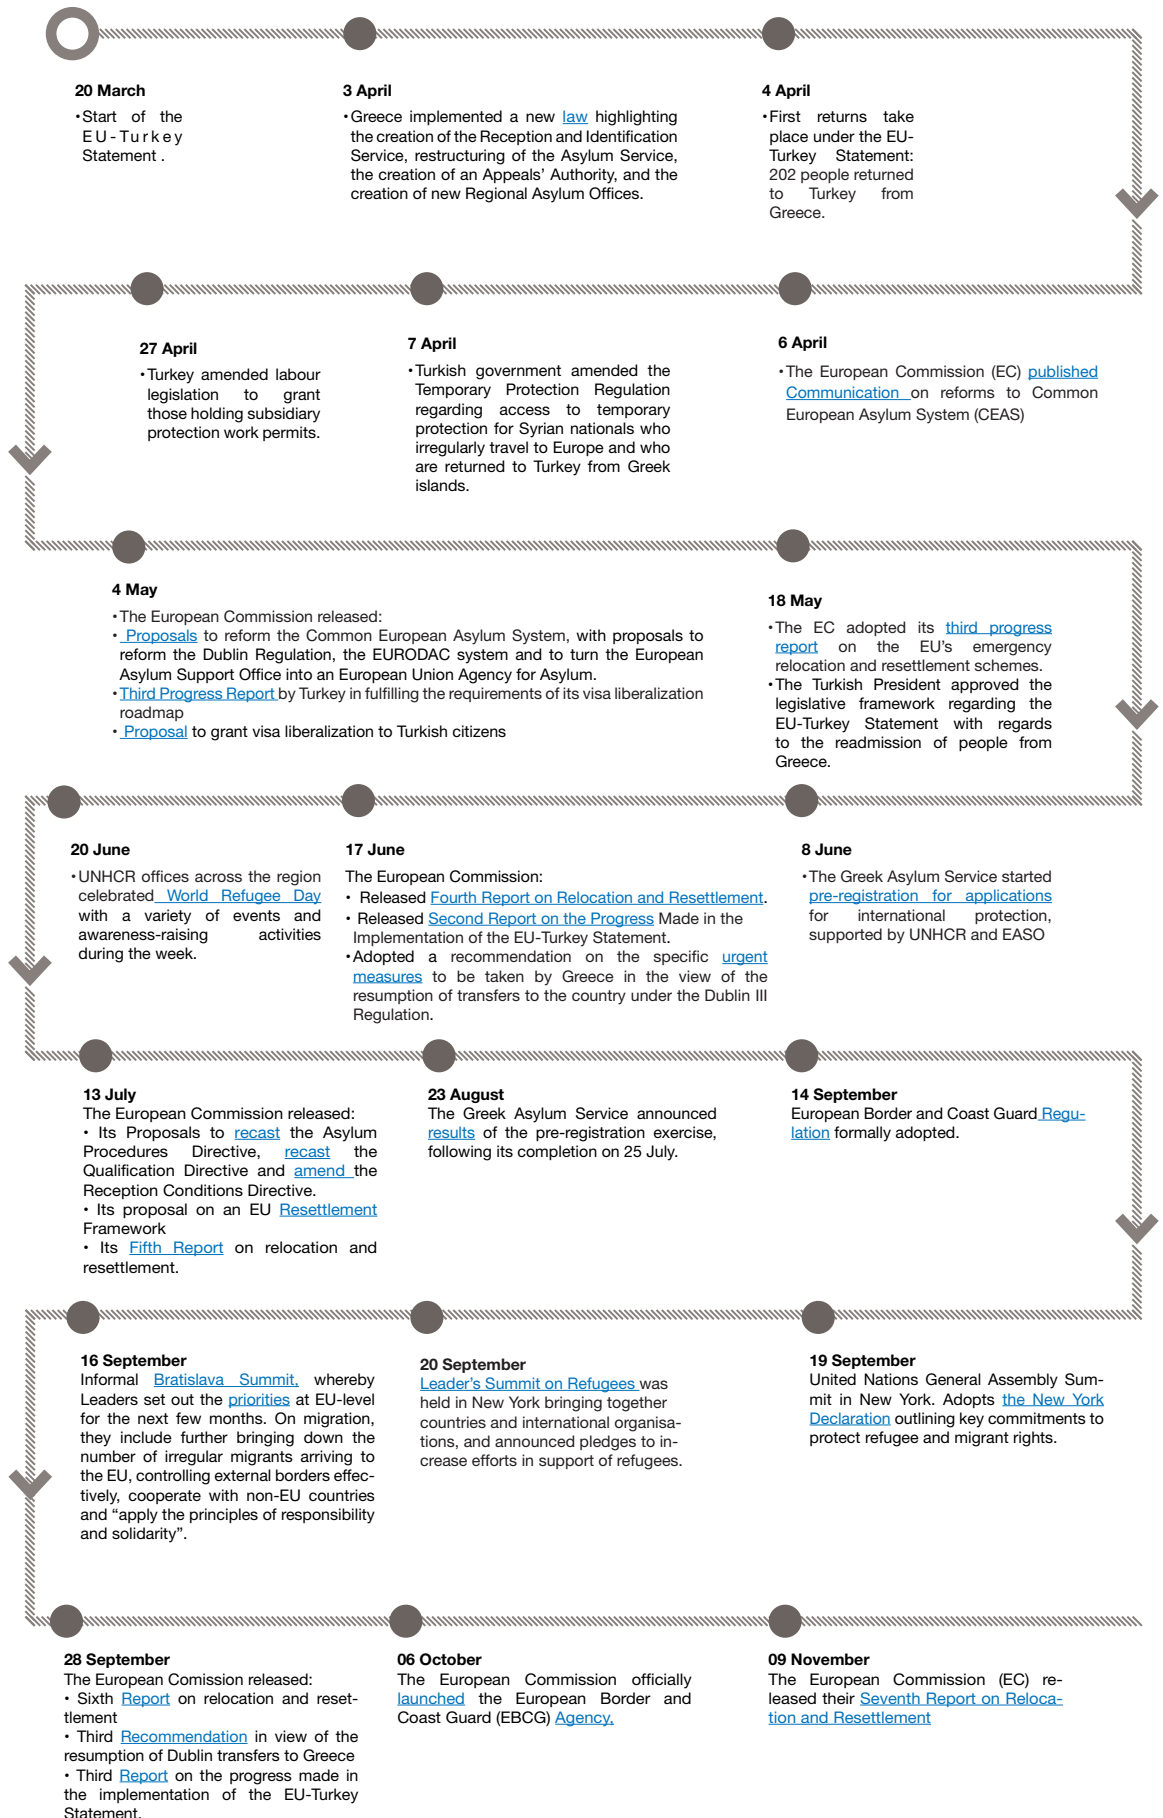 20 March
•Start of the
EU-Turkey
Statement .
3 April
•Greece implemented a new law highlighting
the creation of the Reception and Identification
Service, restructuring of the Asylum Service,
the creation of an Appeals' Authority, and the
creation of new Regional Asylum Offices.
4 April
•First returns take
place under the EU-
Turkey Statement:
202 people returned
to Turkey from
Greece.
27 April
•Turkey amended labour
legislation to grant
those holding subsidiary
protection work permits.
7 April
•Turkish government amended the
Temporary Protection Regulation
regarding access to temporary
protection for Syrian nationals who
irregularly travel to Europe and who
are returned to Turkey from Greek
islands.
6 April
•The European Commission (EC) published
Communication on reforms to Common
European Asylum System (CEAS)
4 May
•The European Commission released:
• Proposals to reform the Common European Asylum System, with proposals to
reform the Dublin Regulation, the EURODAC system and to turn the European
Asylum Support Office into an European Union Agency for Asylum.
•Third Progress Report by Turkey in fulfilling the requirements of its visa liberalization
roadmap
• Proposal to grant visa liberalization to Turkish citizens
18 May
•The EC adopted its third progress
report on the EU's emergency
relocation and resettlement schemes.
•The Turkish President approved the
legislative framework regarding the
EU-Turkey Statement with regards
to the readmission of people from
Greece.
20 June
•UNHCR offices across the region
celebrated World Refugee Day
with a variety of events and
awareness-raising activities
during the week.
17 June
The European Commission:
• Released Fourth Report on Relocation and Resettlement.
• Released Second Report on the Progress Made in the
Implementation of the EU-Turkey Statement.
•Adopted a recommendation on the specific urgent
measures to be taken by Greece in the view of the
resumption of transfers to the country under the Dublin III
Regulation.
8 June
•The Greek Asylum Service started
pre-registration for applications
for international protection,
supported by UNHCR and EASO
13 July
The European Commission released:
• Its Proposals to recast the Asylum
Procedures Directive, recast the
Qualification Directive and amend the
Reception Conditions Directive.
• Its proposal on an EU Resettlement
Framework
• Its Fifth Report on relocation and
resettlement.
23 August
The Greek Asylum Service announced
results of the pre-registration exercise,
following its completion on 25 July.
14 September
European Border and Coast Guard Regu-
lation formally adopted.
16 September
Informal Bratislava Summit, whereby
Leaders set out the priorities at EU-level
for the next few months. On migration,
they include further bringing down the
number of irregular migrants arriving to
the EU, controlling external borders effec-
tively, cooperate with non-EU countries
and “apply the principles of responsibility
and solidarity”.
20 September
Leader's Summit on Refugees was
held in New York bringing together
countries and international organisa-
tions, and announced pledges to in-
crease efforts in support of refugees.
19 September
United Nations General Assembly Sum-
mit in New York. Adopts the New York
Declaration outlining key commitments to
protect refugee and migrant rights.
28 September
The European Comission released:
• Sixth Report on relocation and reset-
tlement
• Third Recommendation in view of the
resumption of Dublin transfers to Greece
• Third Report on the progress made in
the implementation of the EU-Turkey
Statement.
06 October
The European Commission officially
launched the European Border and
Coast Guard (EBCG) Agency,
09 November
The European Commission (EC) re-
leased their Seventh Report on Reloca-
tion and Resettlement